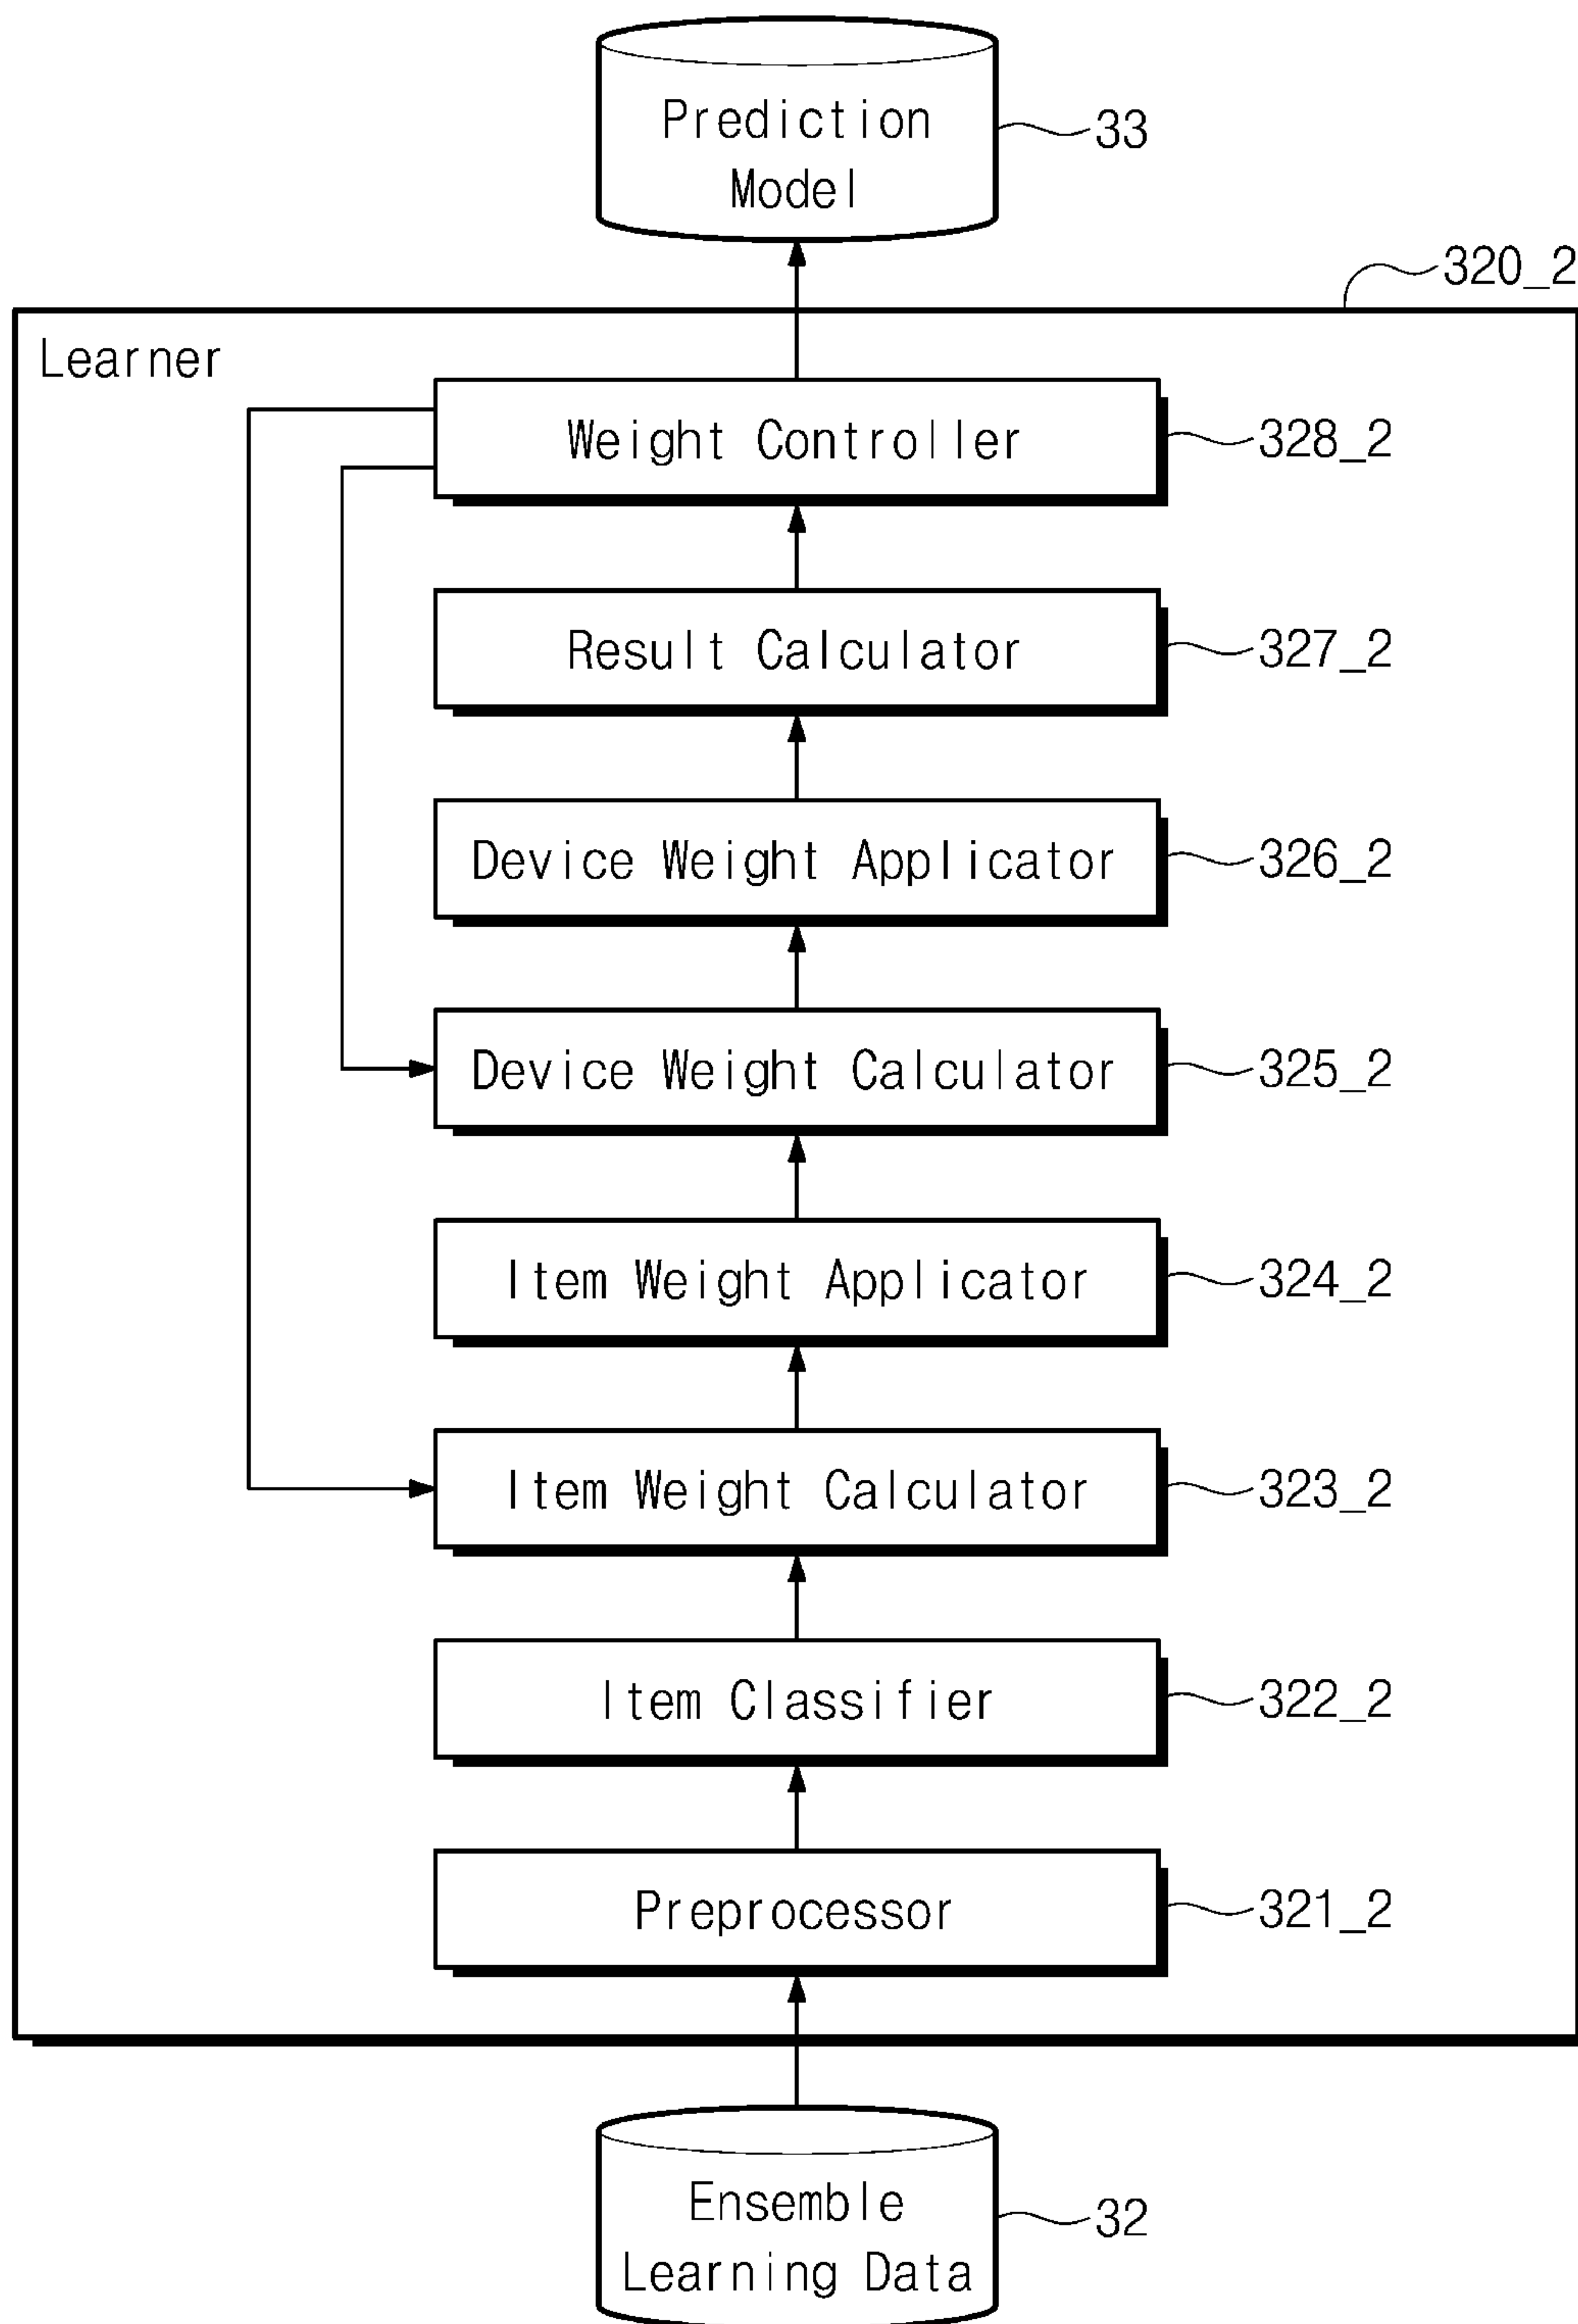 Prediction
Model
33
320_2
Learner
Weight Controller
328_2
Result Calculator
327_2
Device Weight Applicator
326_2
Device Weight Calculator
325_2
Item Weight Applicator
324_2
Item Weight Calculator
323_2
Item Classifier
322_2
Preprocessor
321_2
Ensemble
Learning Data
32